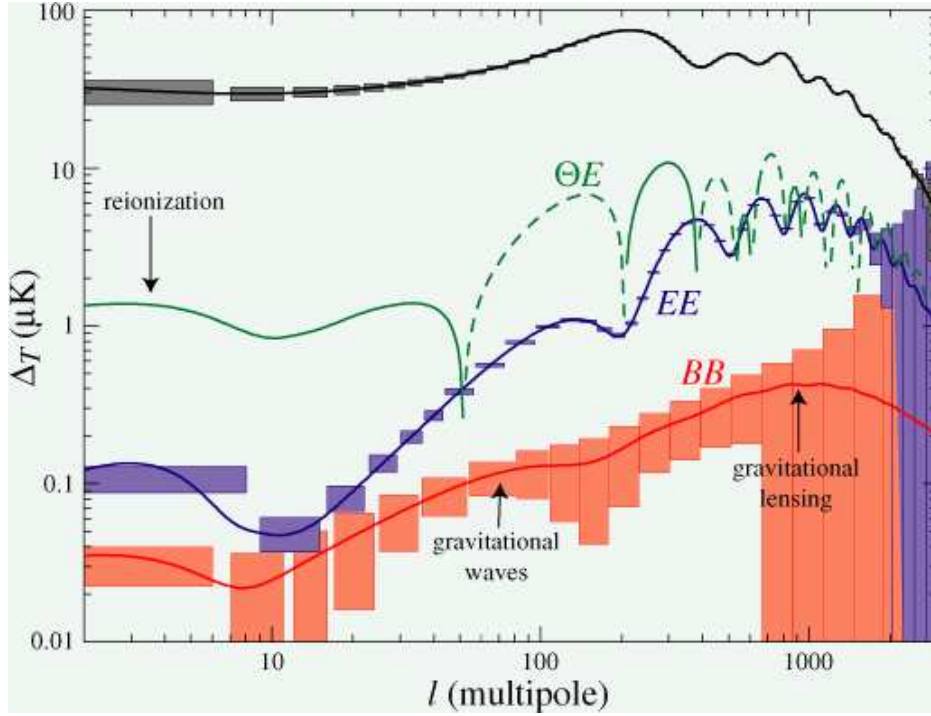 100
10
1
0.1
0.01
Δ_T (μK)
reionization
ΘE
EE
BB
gravitational
waves
gravitational
lensing
10
100
1000
l (multipole)